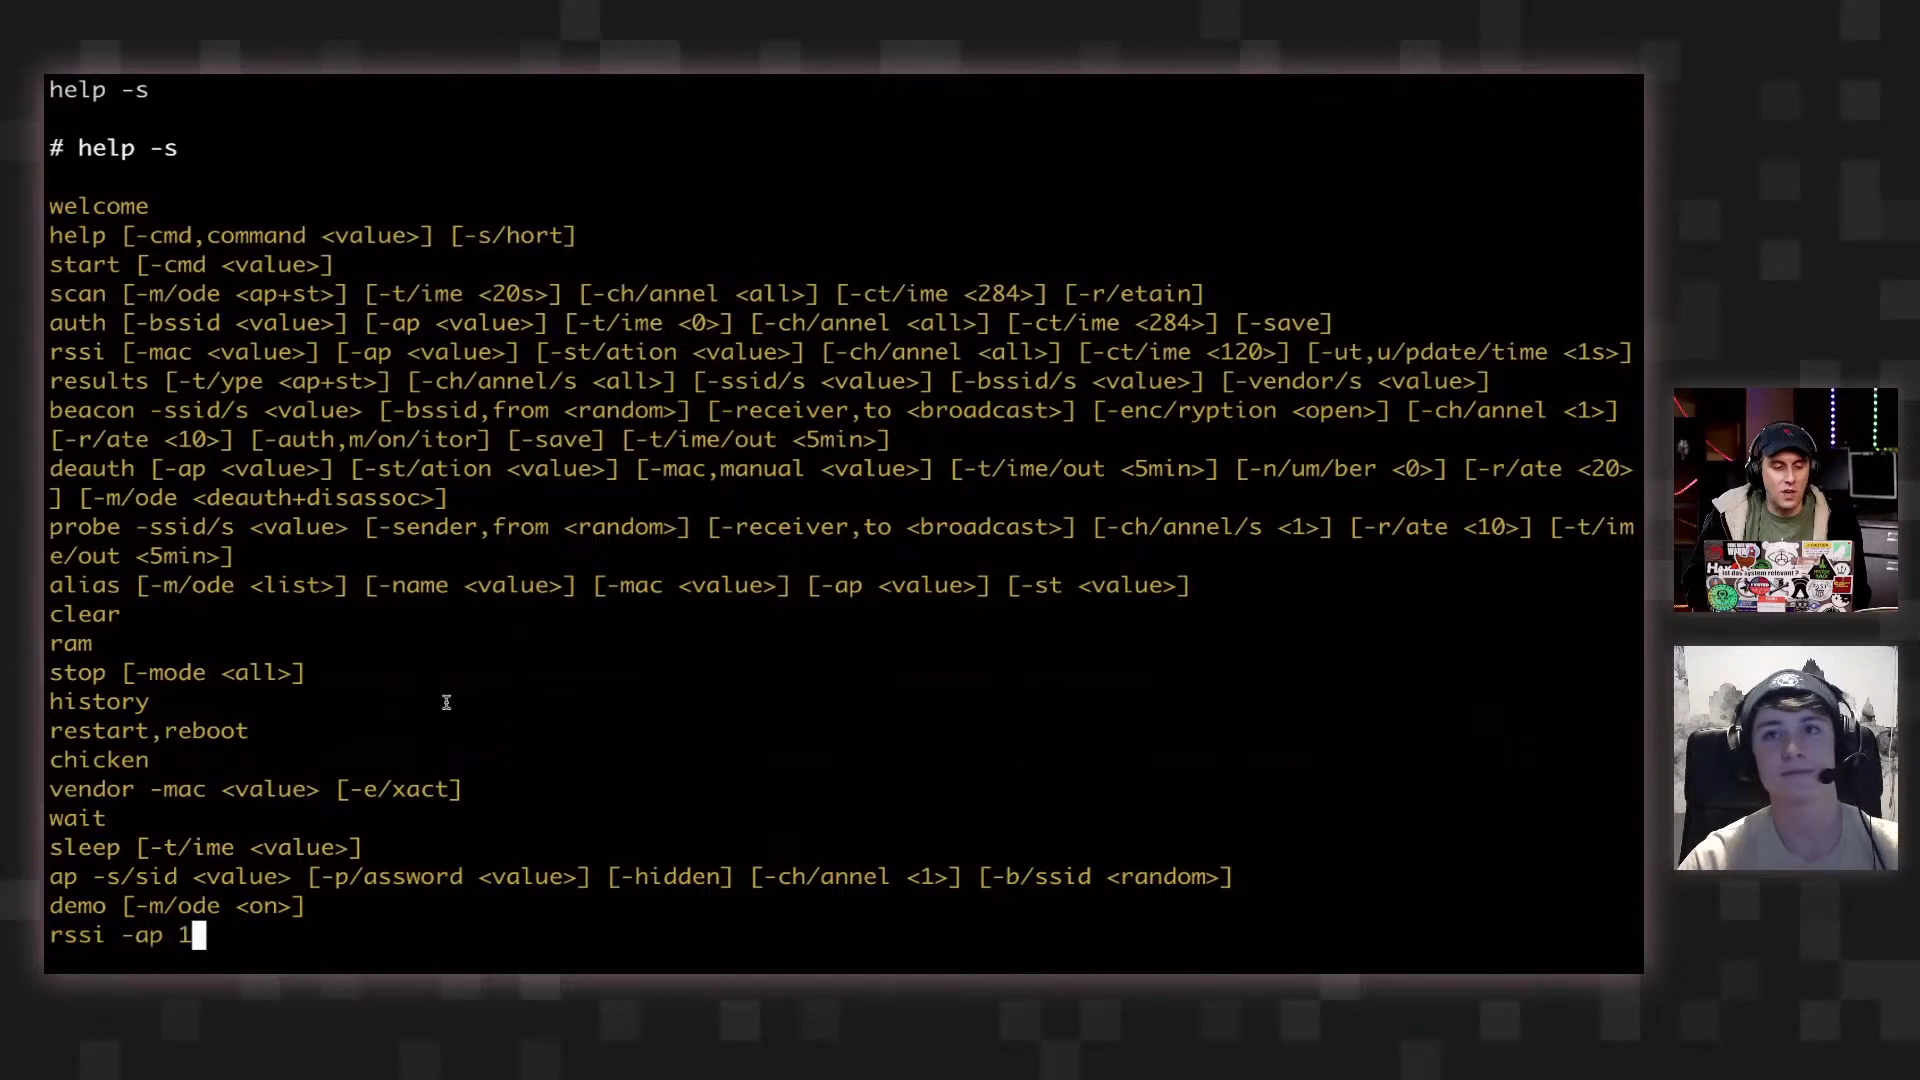 help -s
# help -s
welcome
help [-cmd,command <value>] [-s/hort]
start [-cmd <value>]
scan [-m/ode <ap+st>] [-t/ime <20s>] [-ch/annel <all>] [-ct/ime <284>] [-r/etain]
auth [-bssid <value>] [-ap <value>] [-t/ime <0>] [-ch/annel <all>] [-ct/ime <284>] [-save]
rssi [-mac <value>] [-ap <value>] [-st/ation <value>] [-ch/annel <all>] [-ct/ime <120>] [-ut,u/pdate/time <1s>]
results [-t/ype <ap+st>] [-ch/annel/s <all>] [-ssid/s <value>] [-bssid/s <value>] [-vendor/s <value>]
beacon -ssid/s <value> [-bssid,from <random>] [-receiver,to <broadcast>] [-enc/ryption <open>] [-ch/annel <1>]
[-r/ate <10>] [-auth,m/on/itor] [-save] [-t/ime/out <5min>]
deauth [-ap <value>] [-st/ation <value>] [-mac,manual <value>] [-t/ime/out <5min>] [-n/um/ber <0>] [-r/ate <20>
] [-m/ode <deauth+disassoc>]
probe -ssid/s <value> [-sender,from <random>] [-receiver,to <broadcast>] [-ch/annel/s <1>] [-r/ate <10>] [-t/im
e/out <5min>]
alias [-m/ode <list>] [-name <value>] [-mac <value>] [-ap <value>] [-st <value>]
clear
ram
stop [-mode <all>]
history
restart,reboot
chicken
vendor -mac <value> [-e/xact]
wait
sleep [-t/ime <value>]
ap -s/sid <value> [-p/assword <value>] [-hidden] [-ch/annel <1>] [-b/ssid <random>]
demo [-m/ode <on>]
rssi -ap 1
ist das system relevant ?